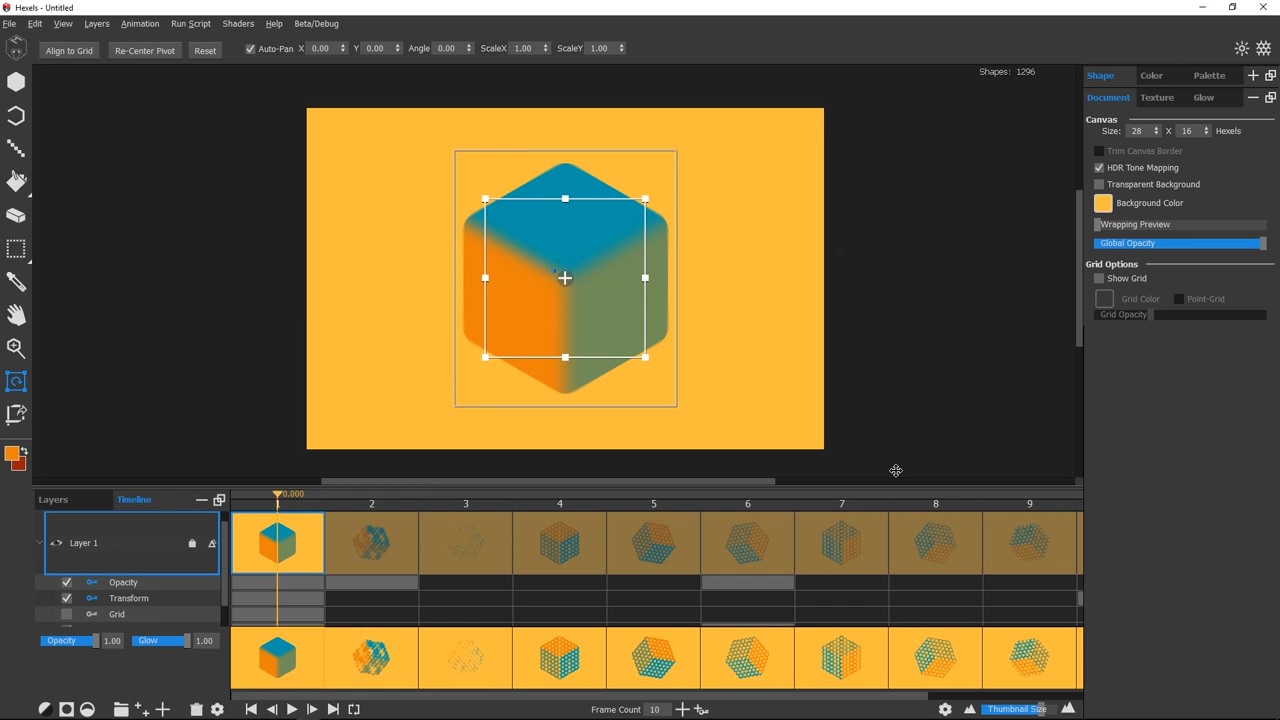 Hexels - Untitled
File Edit View Layers Animation Run Script Shaders Help Beta/Debug
Align to Grid Re-Center Pivot Reset Auto-Pan X 0.00 Y 0.00 Angle 0.00 ScaleX 1.00 ScaleY 1.00
Shapes: 1296
Shape Color Palette
Document Texture Glow
Canvas
Size: 28 X 16 Hexels
Trim Canvas Border
HDR Tone Mapping
Transparent Background
Background Color
Wrapping Preview
Global Opacity
Grid Options
Show Grid
Grid Color Point-Grid
Grid Opacity
Layers Timeline
0.000
1 2 3 4 5 6 7 8 9
Layer 1
Opacity
Transform
Grid
Opacity 1.00 Glow 1.00
Frame Count 10
Thumbnail Size